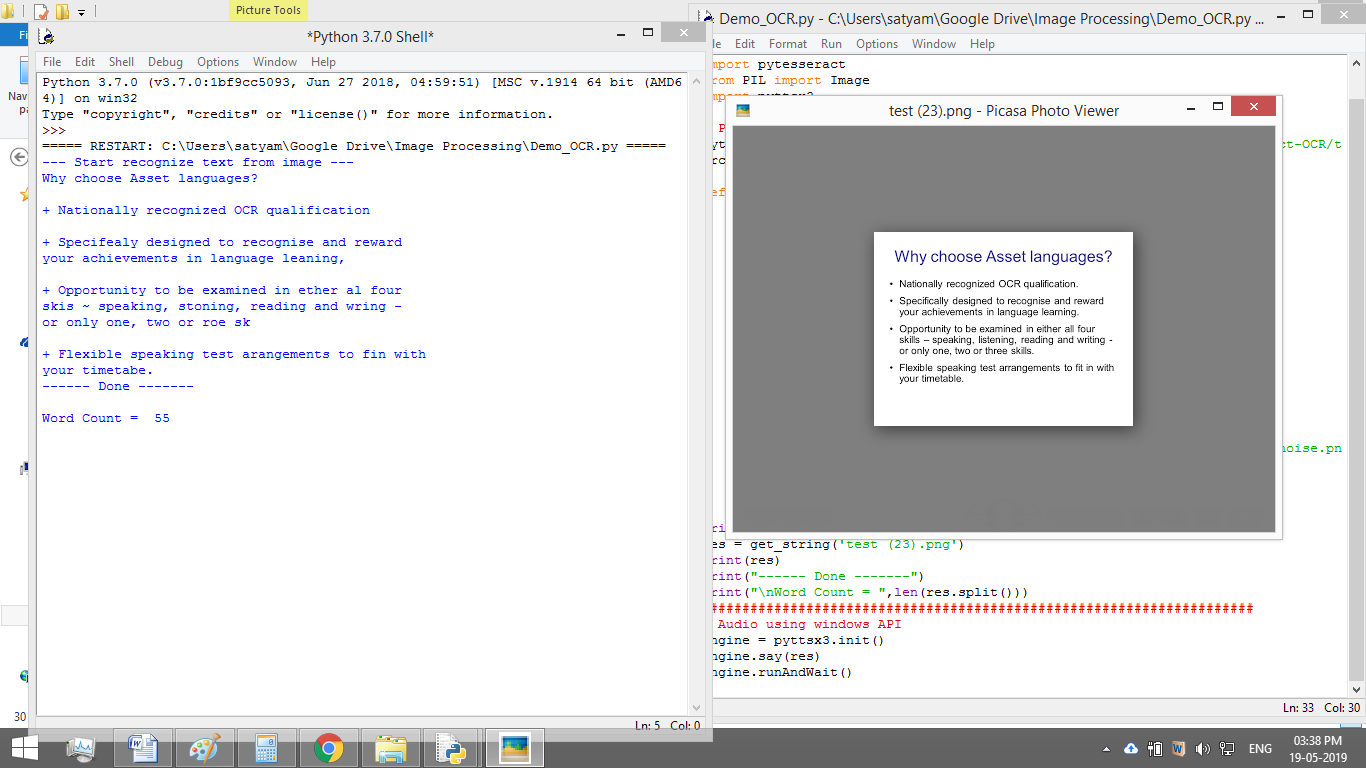 Picture Tools
*Python 3.7.0 Shell*
File Edit Shell Debug Options Window Help
Python 3.7.0 (v3.7.0:1bf9cc5093, Jun 27 2018, 04:59:51) [MSC v.1914 64 bit (AMD6
4)] on win32
Type "copyright", "credits" or "license()" for more information.
>>>
===== RESTART: C:\Users\satyam\Google Drive\Image Processing\Demo_OCR.py =====
--- Start recognize text from image ---
Why choose Asset languages?
+ Nationally recognized OCR qualification
+ Specifealy designed to recognise and reward
your achievements in language leaning,
+ Opportunity to be examined in ether al four
skis ~ speaking, stoning, reading and wring -
or only one, two or roe sk
+ Flexible speaking test arangements to fin with
your timetabe.
------ Done -------
Word Count =  55
Ln: 5 Col: 0
Demo_OCR.py - C:\Users\satyam\Google Drive\Image Processing\Demo_OCR.py ...
Edit Format Run Options Window Help
mport pytesseract
rom PIL import Image
test (23).png - Picasa Photo Viewer
ct-OCR/t
Why choose Asset languages?
• Nationally recognized OCR qualification.
• Specifically designed to recognise and reward
your achievements in language learning.
• Opportunity to be examined in either all four
skills – speaking, listening, reading and writing -
or only one, two or three skills.
• Flexible speaking test arrangements to fit in with
your timetable.
noise.pn
es = get_string('test (23).png')
rint(res)
rint("------ Done -------")
rint("\nWord Count = ",len(res.split()))
####################################################################
Audio using windows API
ngine = pyttsx3.init()
ngine.say(res)
ngine.runAndWait()
Ln: 33 Col: 30
30
ENG
03:38 PM
19-05-2019